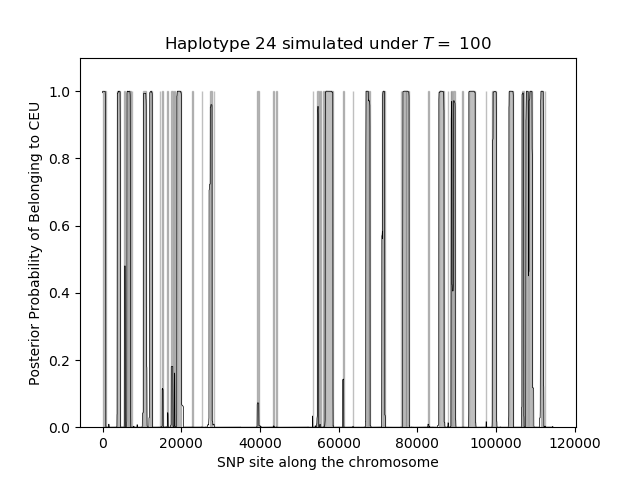 Haplotype 24 simulated under T = 100
Posterior Probability of Belonging to CEU
1.0
0.8
0.6
0.4
0.2
0.0
0 20000 40000 60000 80000 100000 120000
SNP site along the chromosome